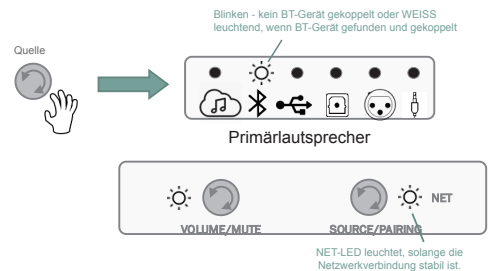 Blinken - kein BT-Gerät gekoppelt oder WEISS
leuchtend, wenn BT-Gerät gefunden und gekoppelt
Quelle
Primärlautsprecher
NET
VOLUME/MUTE
SOURCE/PAIRING
NET-LED leuchtet, solange die
Netzwerkverbindung stabil ist.